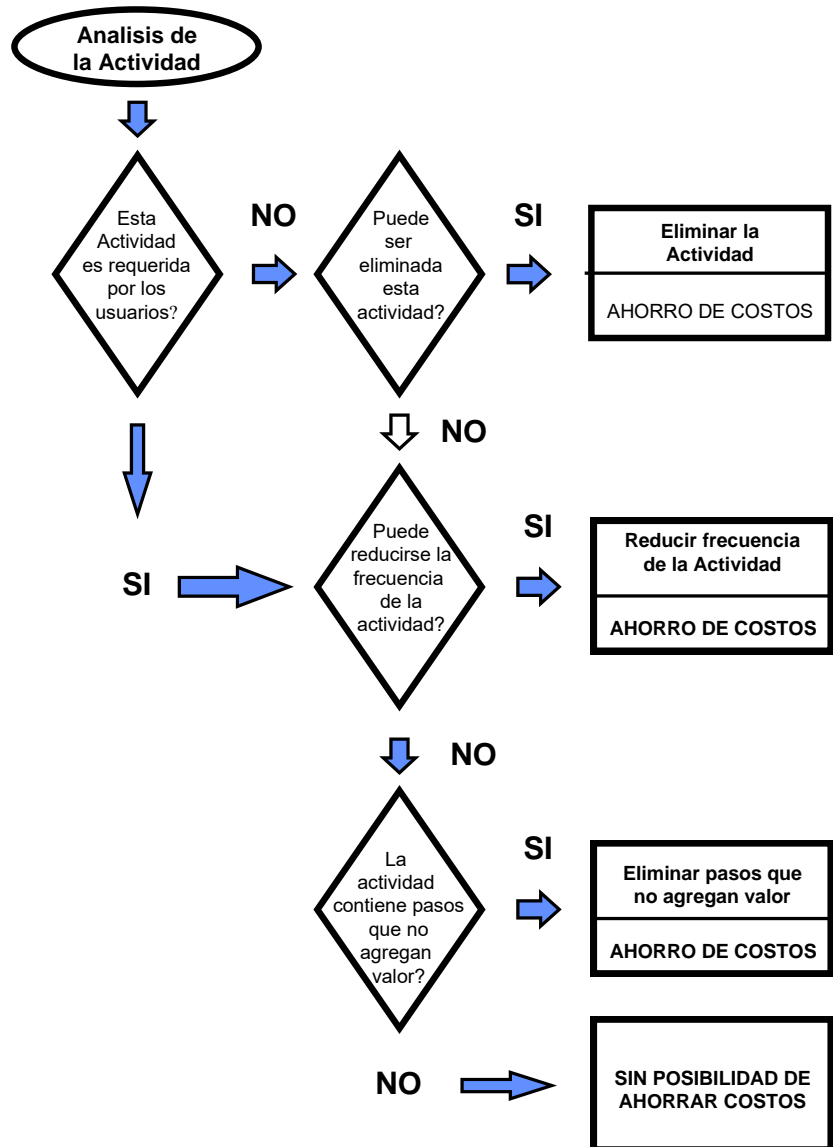 Analisis de
la Actividad
Esta
Actividad
es requerida
por los
usuarios?
NO
Puede
ser
eliminada
esta
actividad?
SI
Eliminar la
Actividad
AHORRO DE COSTOS
NO
SI
Puede
reducirse la
frecuencia
de la
actividad?
SI
Reducir frecuencia
de la Actividad
AHORRO DE COSTOS
NO
La
actividad
contiene pasos
que no
agregan
valor?
SI
Eliminar pasos que
no agregan valor
AHORRO DE COSTOS
NO
SIN POSIBILIDAD DE
AHORRAR COSTOS